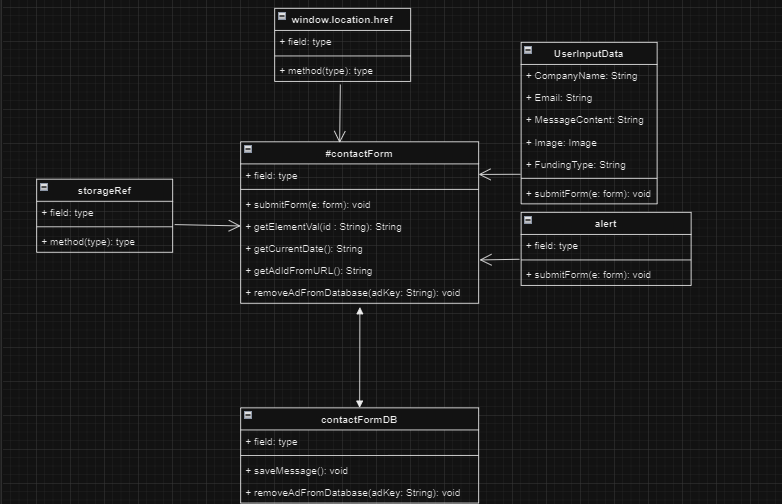 window.location.href
+ field: type
+ method(type): type
UserInputData
+ CompanyName: String
+ Email: String
+ MessageContent: String
+ Image: Image
+ FundingType: String
+ submitForm(e: form): void
#contactForm
+ field: type
+ submitForm(e: form): void
+ getElementVal(id : String): String
+ getCurrentDate(): String
+ getAdIdFromURL(): String
+ removeAdFromDatabase(adKey: String): void
storageRef
+ field: type
+ method(type): type
alert
+ field: type
+ submitForm(e: form): void
contactFormDB
+ field: type
+ saveMessage(): void
+ removeAdFromDatabase(adKey: String): void